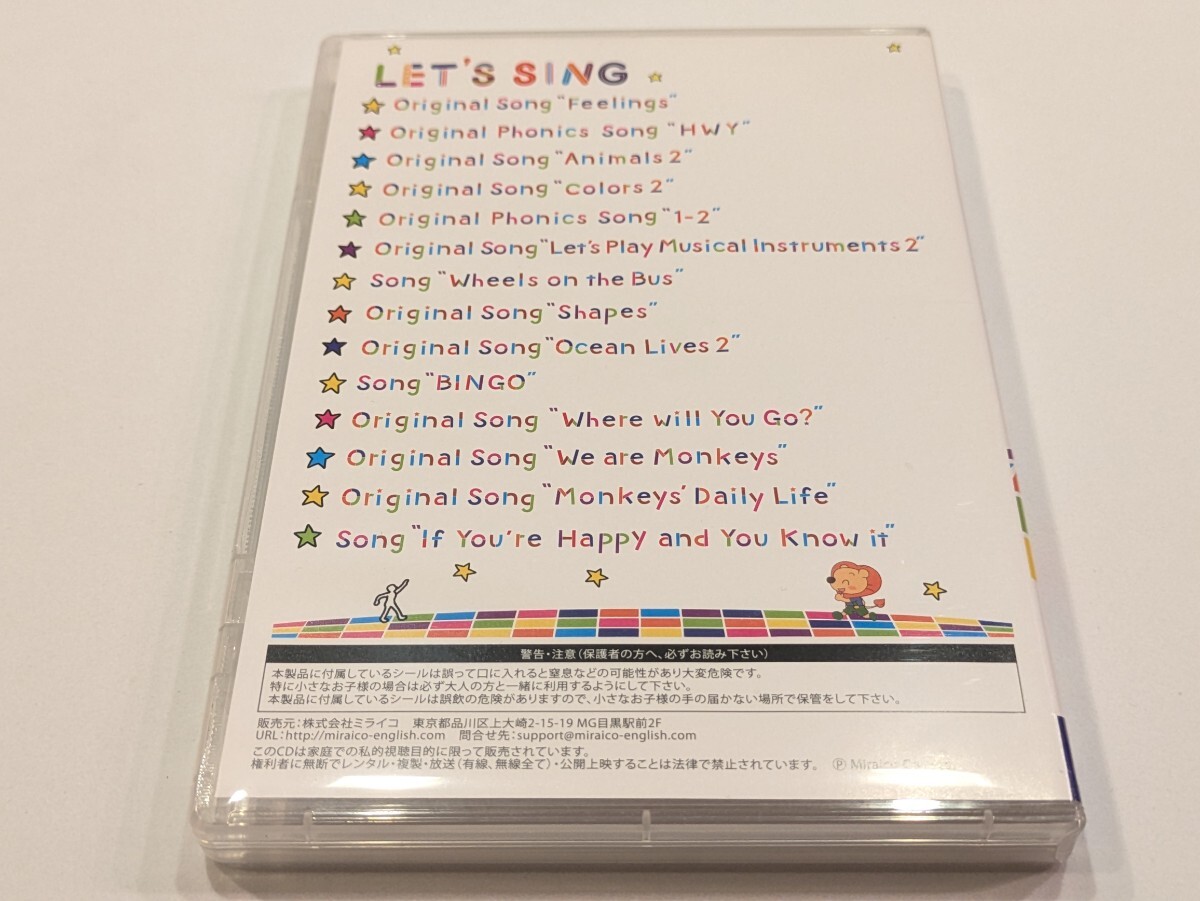 LET'S SING
Original Song "Feelings"
Original Phonics Song "HWY"
Original Song "Animals 2"
Original Song "Colors 2"
Original Phonics Song "1-2"
Original Song "Let's Play Musical Instruments 2"
Song "Wheels on the Bus"
Original Song "Shapes"
Original Song "Ocean Lives 2"
Song "BINGO"
Original Song "Where will You Go?"
Original Song "We are Monkeys"
Original Song "Monkeys' Daily Life"
Song "If You're Happy and You Know it"
警告・注意(保護者の方へ、必ずお読み下さい)
本製品に付属しているシールは誤って口に入れると窒息などの可能性があり大変危険です。
特に小さなお子様の場合は必ず大人の方と一緒に利用するようにして下さい。
本製品に付属しているシールは誤飲の危険がありますので、小さなお子様の手の届かない場所で保管をして下さい。
販売元:株式会社ミライコ 東京都品川区上大崎2-15-19 MG目黒駅前2F
URL:http://miraico-english.com 問合せ先:support@miraico-english.com
このCDは家庭での私的視聴目的に限って販売されています。
権利者に無断でレンタル・複製・放送(有線、無線全て)・公開上映することは法律で禁止されています。 Ⓟ Miraico